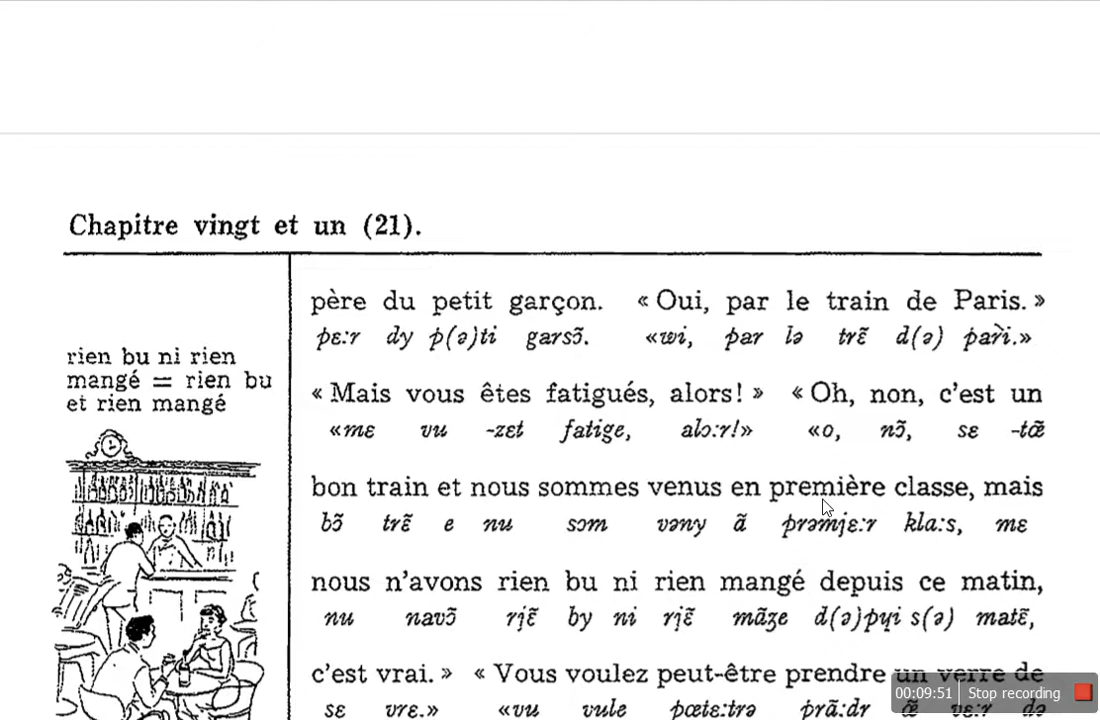 Chapitre vingt et un (21).
rien bu ni rien
mangé = rien bu
et rien mangé
père du petit garçon. « Oui, par le train de Paris. »
pɛːr dy p(ə)ti garsɔ̃. «wi, par lə trɛ̃ d(ə) pari.»
« Mais vous êtes fatigués, alors! » « Oh, non, c'est un
«mɛ vu -zɛt fatige, alɔːr!» «o, nɔ̃, sɛ -tœ̃
bon train et nous sommes venus en première classe, mais
bɔ̃ trɛ̃ e nu sɔm vəny ɑ̃ prəmjɛːr klɑːs, mɛ
nous n'avons rien bu ni rien mangé depuis ce matin,
nu navɔ̃ rjɛ̃ by ni rjɛ̃ mɑ̃ʒe d(ə)pɥi s(ə) matɛ̃,
c'est vrai. » « Vous voulez peut-être prendre un verre de
sɛ vrɛ.» «vu vule pœtɛːtrə prɑ̃ːdr œ̃ vɛːr də
00:09:51 Stop recording